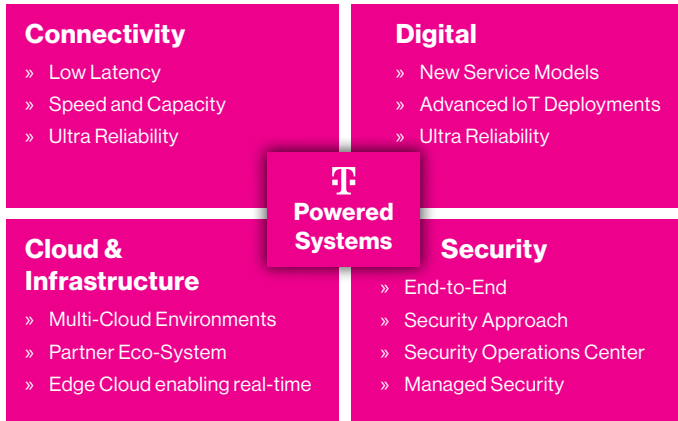 Connectivity
» Low Latency
» Speed and Capacity
» Ultra Reliability
Digital
» New Service Models
» Advanced IoT Deployments
» Ultra Reliability
T
Powered
Systems
Cloud &
Infrastructure
» Multi-Cloud Environments
» Partner Eco-System
» Edge Cloud enabling real-time
Security
» End-to-End
» Security Approach
» Security Operations Center
» Managed Security